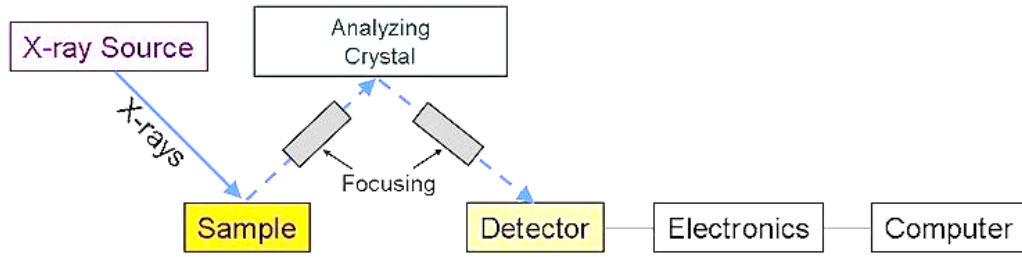 X-ray Source
Analyzing
Crystal
X-rays
Focusing
Sample
Detector
Electronics
Computer